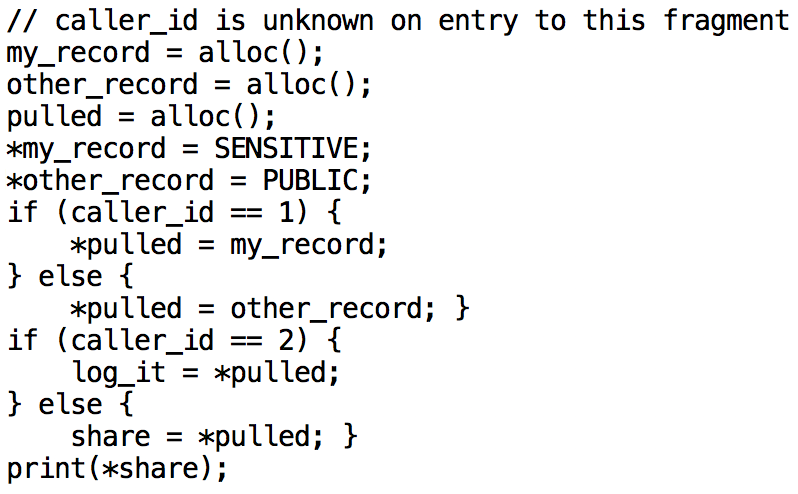 // caller_id is unknown on entry to this fragment
my_record = alloc();
other_record = alloc();
pulled = alloc();
*my_record = SENSITIVE;
*other_record = PUBLIC;
if (caller_id == 1) {
    *pulled = my_record;
} else {
    *pulled = other_record; }
if (caller_id == 2) {
    log_it = *pulled;
} else {
    share = *pulled; }
print(*share);